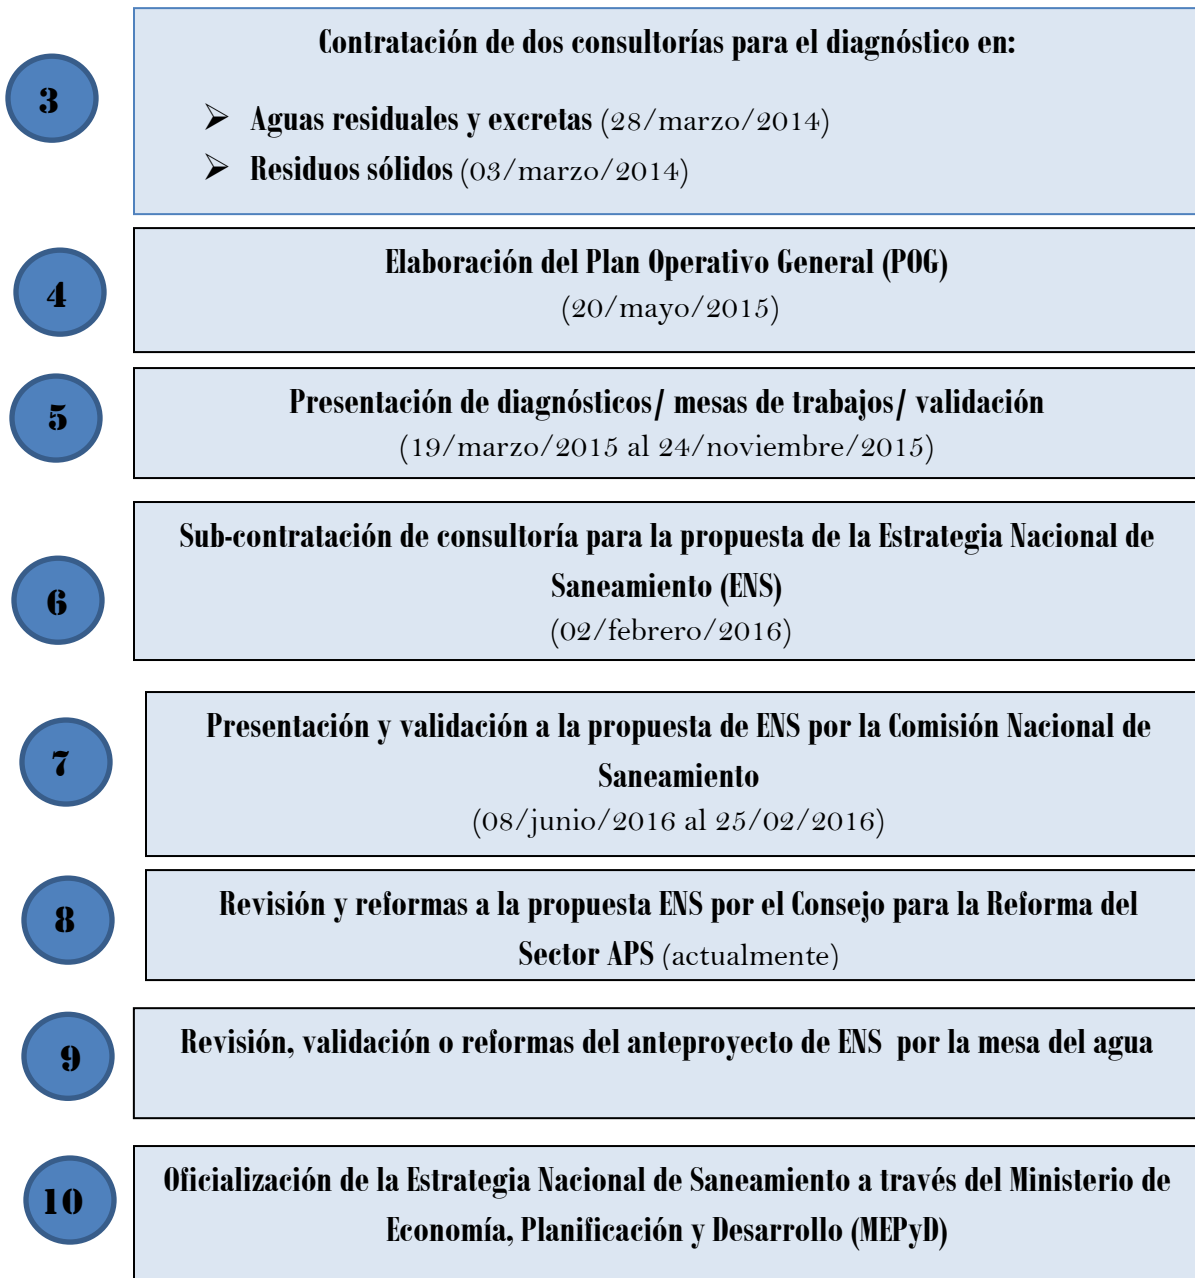 3
Contratación de dos consultorías para el diagnóstico en:
➢ Aguas residuales y excretas (28/marzo/2014)
➢ Residuos sólidos (03/marzo/2014)
4
Elaboración del Plan Operativo General (POG)
(20/mayo/2015)
5
Presentación de diagnósticos/ mesas de trabajos/ validación
(19/marzo/2015 al 24/noviembre/2015)
6
Sub-contratación de consultoría para la propuesta de la Estrategia Nacional de
Saneamiento (ENS)
(02/febrero/2016)
7
Presentación y validación a la propuesta de ENS por la Comisión Nacional de
Saneamiento
(08/junio/2016 al 25/02/2016)
8
Revisión y reformas a la propuesta ENS por el Consejo para la Reforma del
Sector APS (actualmente)
9
Revisión, validación o reformas del anteproyecto de ENS por la mesa del agua
10
Oficialización de la Estrategia Nacional de Saneamiento a través del Ministerio de
Economía, Planificación y Desarrollo (MEPyD)